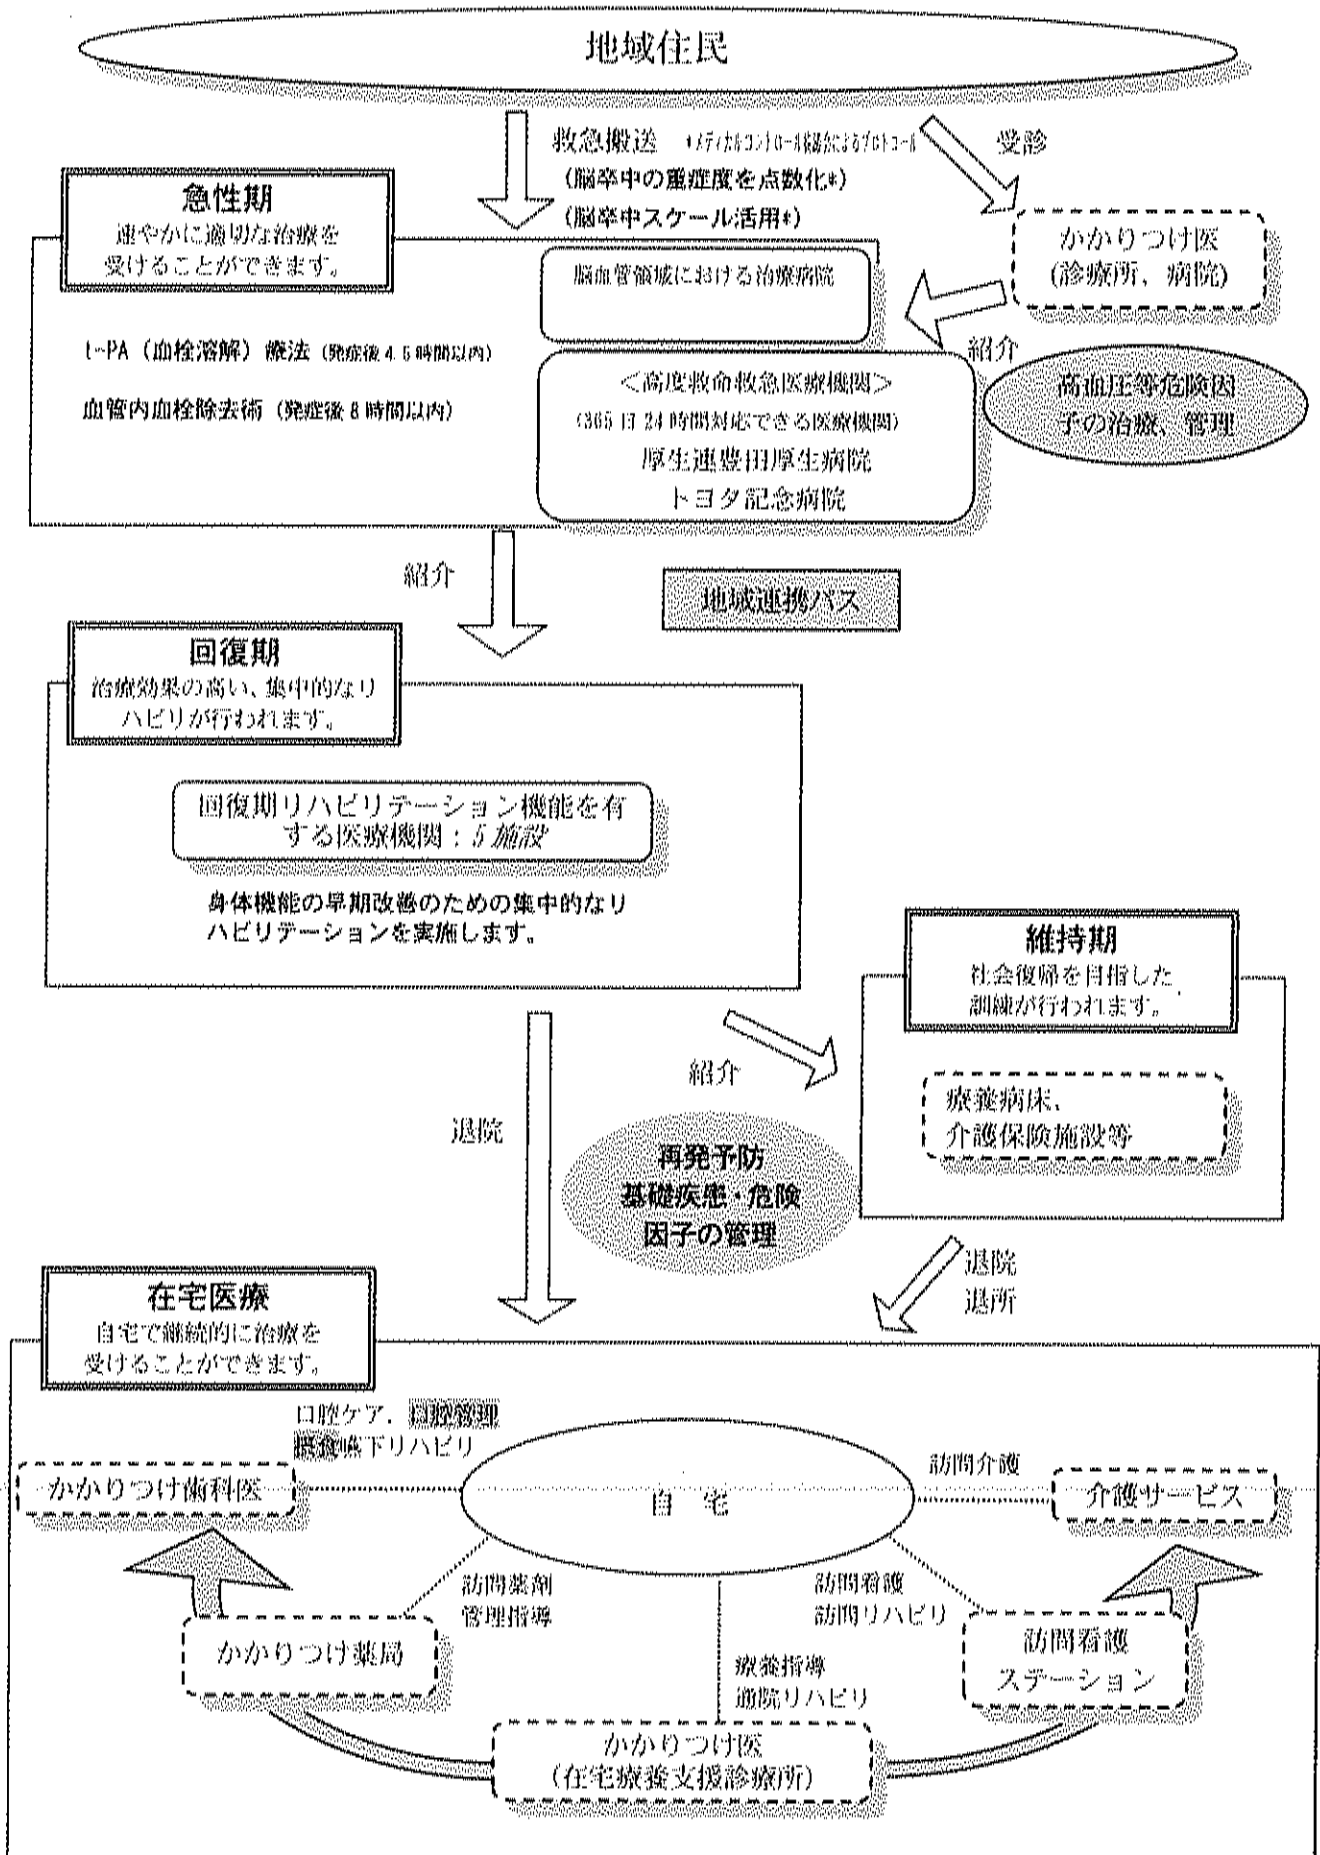 地域住民
救急搬送 *メディカルコントロール協議会によるプロトコール
(脳卒中の重症度を点数化*)
(脳卒中スケール活用*)
受診
急性期
速やかに適切な治療を
受けることができます。
かかりつけ医
(診療所、病院)
脳血管領域における治療病院
紹介
t-PA（血栓溶解）療法（発症後 4.5 時間以内）
血管内血栓除去術（発症後 8 時間以内）
＜高度救命救急医療機関＞
(365 日 24 時間対応できる医療機関)
厚生連豊田厚生病院
トヨタ記念病院
高血圧等危険因
子の治療、管理
紹介
地域連携パス
回復期
治療効果の高い、集中的なリ
ハビリが行われます。
回復期リハビリテーション機能を有
する医療機関：5 施設
身体機能の早期改善のための集中的なリ
ハビリテーションを実施します。
維持期
社会復帰を目指した
訓練が行われます。
紹介
療養病床、
介護保険施設等
退院
再発予防
基礎疾患・危険
因子の管理
退院
退所
在宅医療
自宅で継続的に治療を
受けることができます。
口腔ケア、口腔管理
摂食嚥下リハビリ
かかりつけ歯科医
自 宅
訪問介護
介護サービス
訪問薬剤
管理指導
訪問看護
訪問リハビリ
かかりつけ薬局
療養指導
通院リハビリ
訪問看護
ステーション
かかりつけ医
(在宅療養支援診療所)